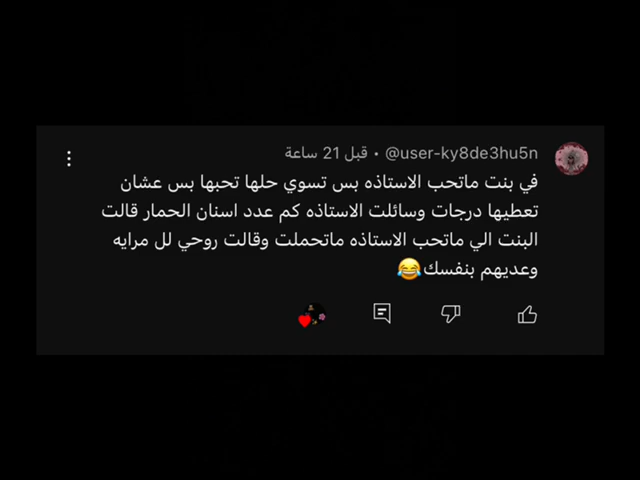 @user-ky8de3hu5n • قبل 21 ساعة
في بنت ماتحب الاستاذه بس تسوي حلها تحبها بس عشان
تعطيها درجات وسائلت الاستاذه كم عدد اسنان الحمار قالت
البنت الي ماتحب الاستاذه ماتحملت وقالت روحي لل مرايه
وعديهم بنفسك😂